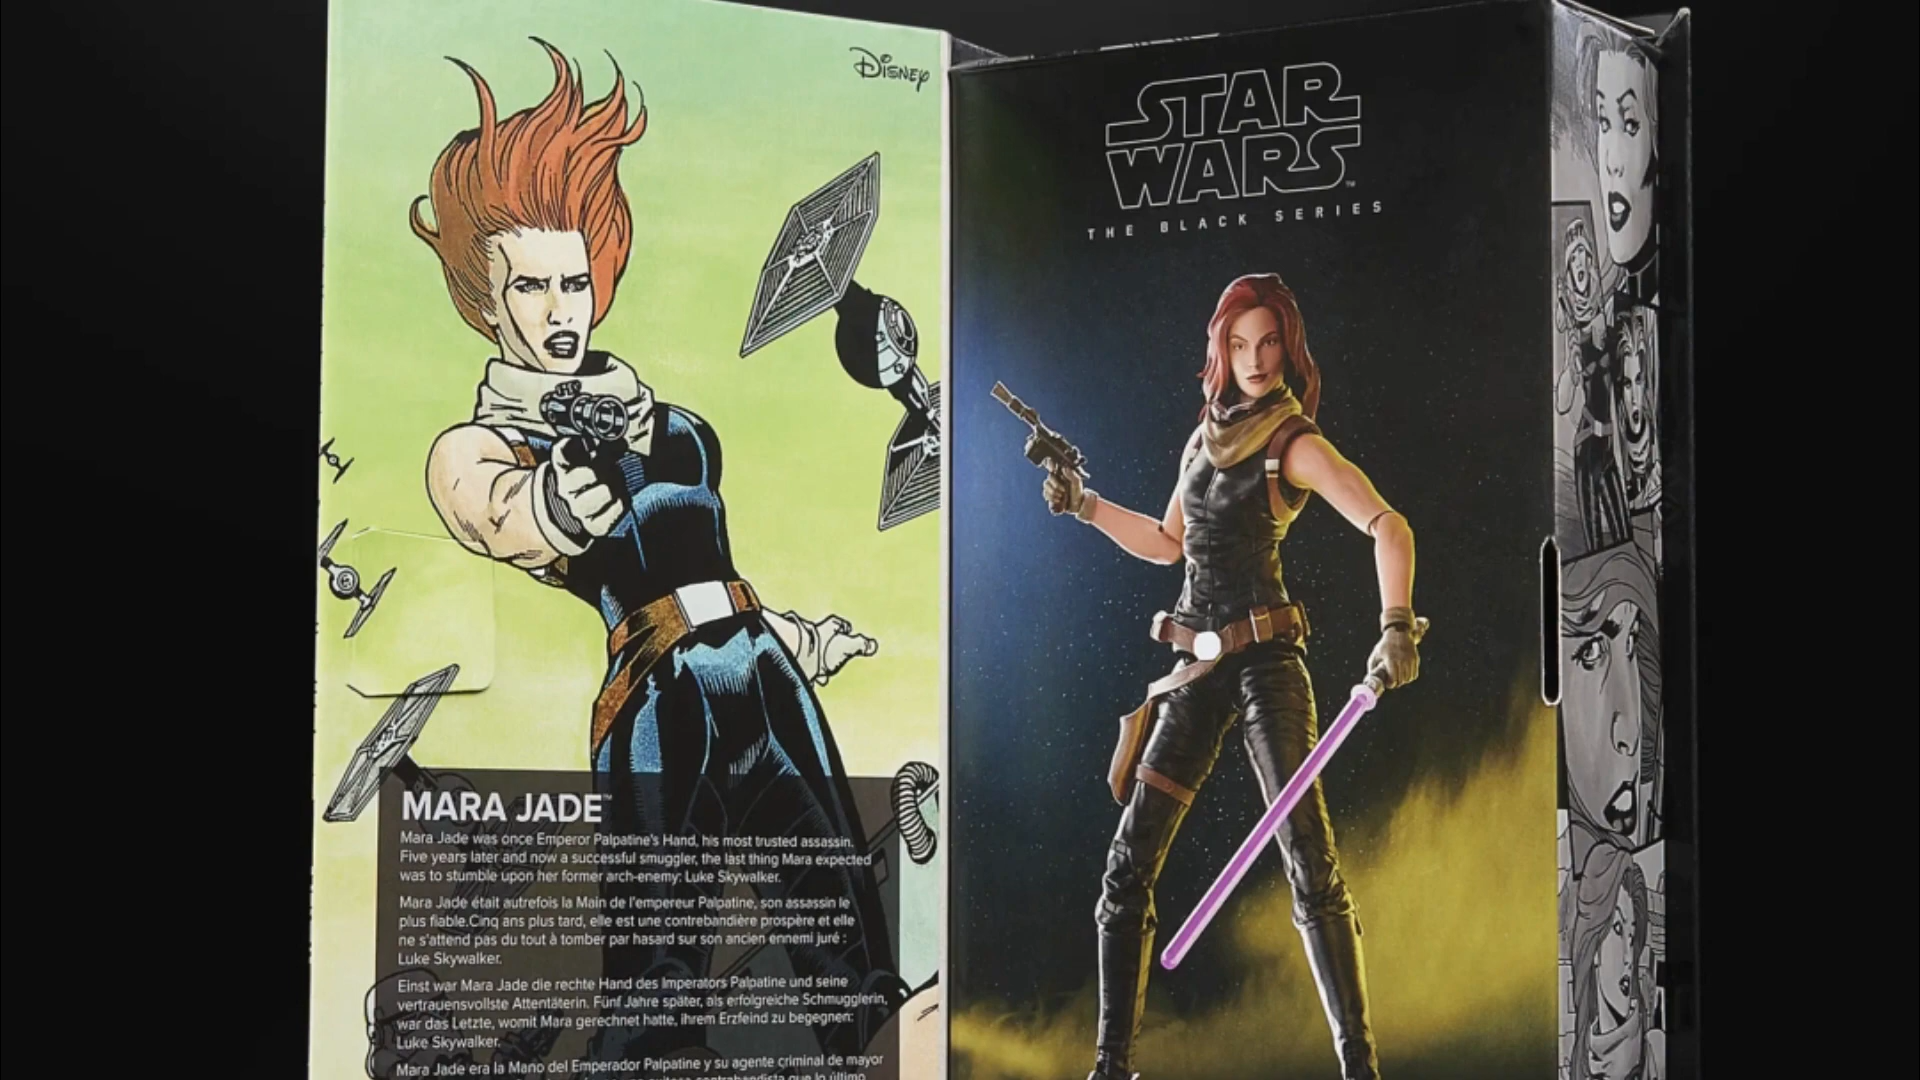 Disney
MARA JADE™
Mara Jade was once Emperor Palpatine's Hand, his most trusted assassin.
Five years later and now a successful smuggler, the last thing Mara expected
was to stumble upon her former arch-enemy: Luke Skywalker.
Mara Jade était autrefois la Main de l'empereur Palpatine, son assassin le
plus fiable.Cinq ans plus tard, elle est une contrebandière prospère et elle
ne s'attend pas du tout à tomber par hasard sur son ancien ennemi juré :
Luke Skywalker.
Einst war Mara Jade die rechte Hand des Imperators Palpatine und seine
vertrauensvollste Attentäterin. Fünf Jahre später, als erfolgreiche Schmugglerin,
war das Letzte, womit Mara gerechnet hatte, ihrem Erzfeind zu begegnen:
Luke Skywalker.
Mara Jade era la Mano del Emperador Palpatine y su agente criminal de mayor
contrabandista que lo último
STAR
WARS™
THE BLACK SERIES